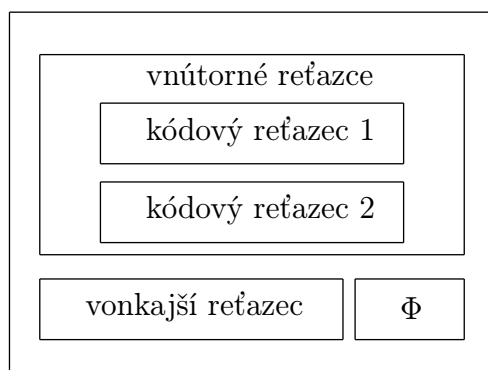 vnútorné reťazce
kódový reťazec 1
kódový reťazec 2
vonkajší reťazec
Φ